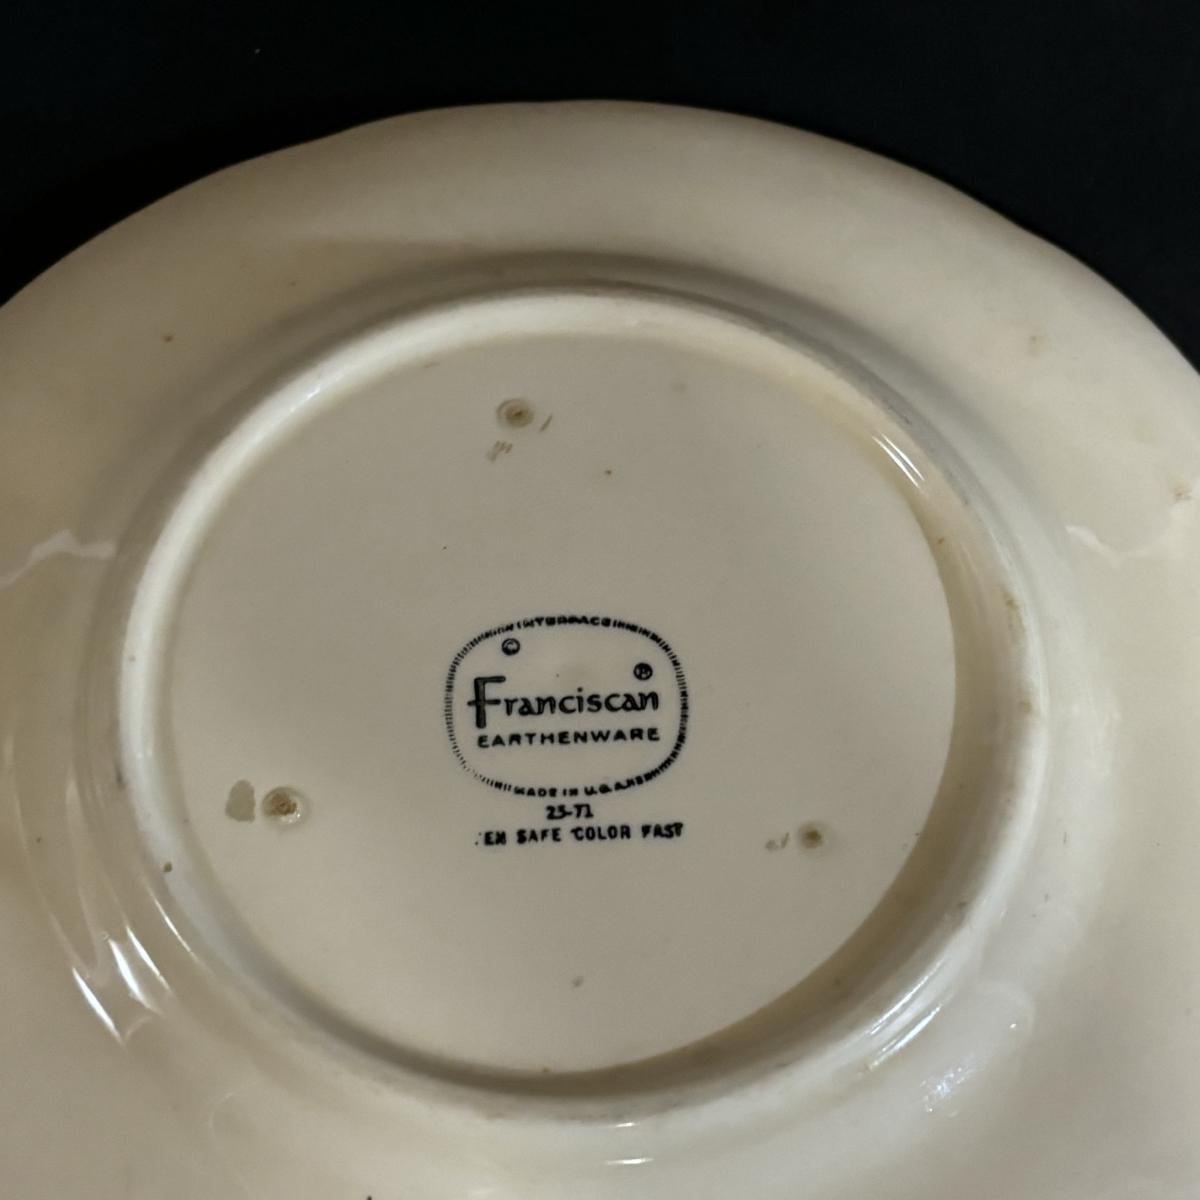 INTERPACE
©
Franciscan ®
EARTHENWARE
MADE IN U.S.A.
25-71
EN SAFE COLOR FAST